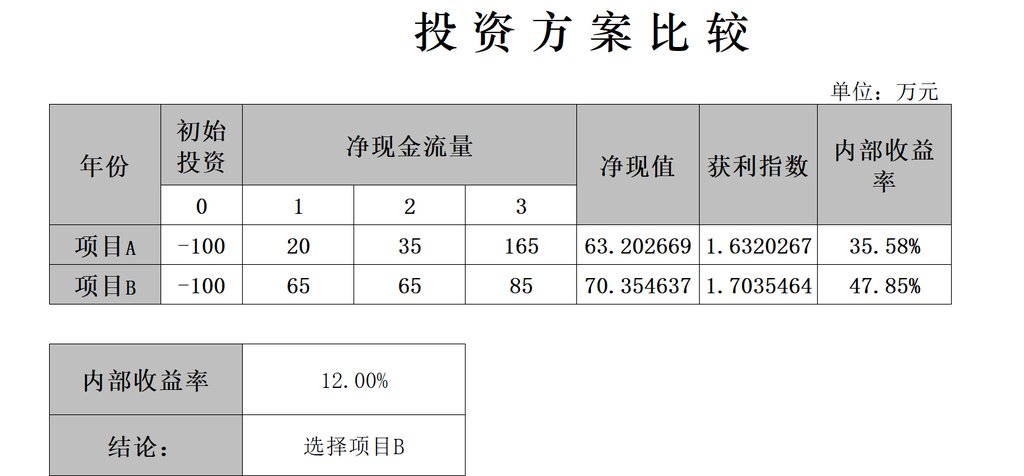 投资方案比较
单位：万元
年份 初始投资 净现金流量 净现值 获利指数 内部收益率
0 1 2 3
项目A -100 20 35 165 63.202669 1.6320267 35.58%
项目B -100 65 65 85 70.354637 1.7035464 47.85%
内部收益率 12.00%
结论： 选择项目B